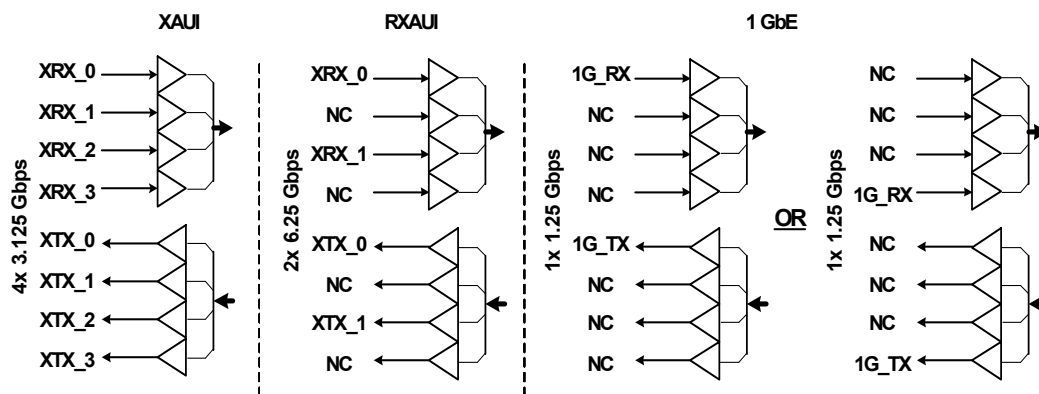 XAUI
RXAUI
1 GbE
4x 3.125 Gbps
XRX_0
XRX_1
XRX_2
XRX_3
XTX_0
XTX_1
XTX_2
XTX_3
2x 6.25 Gbps
XRX_0
NC
XRX_1
NC
XTX_0
NC
XTX_1
NC
1x 1.25 Gbps
1G_RX
NC
NC
NC
1G_TX
NC
NC
NC
OR
1x 1.25 Gbps
NC
NC
NC
1G_RX
NC
NC
NC
1G_TX